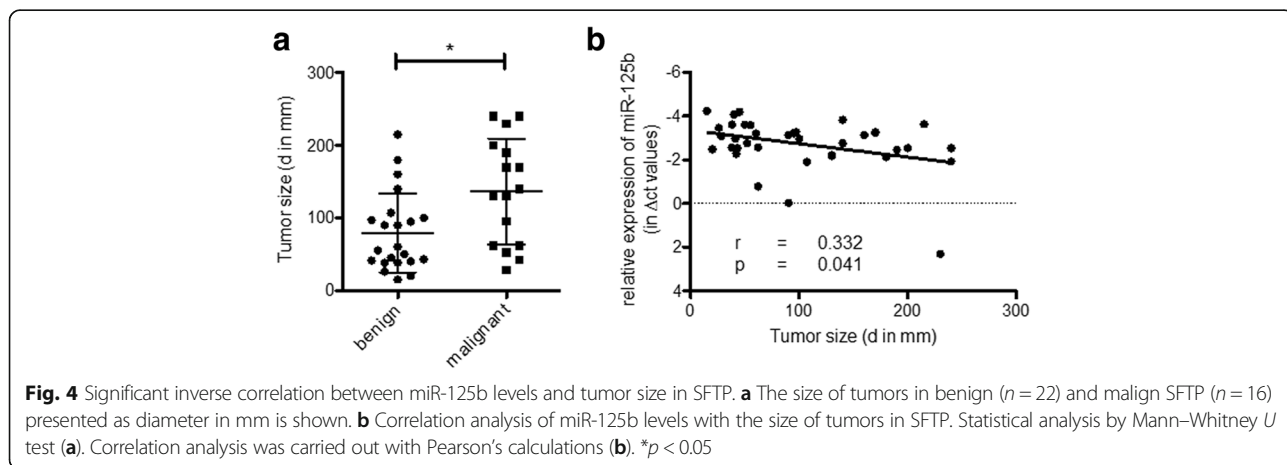 a
*
Tumor size (d in mm)
300
200
100
0
benign
malignant
b
relative expression of miR-125b
(in Δct values)
-6
-4
-2
0
2
4
r = 0.332
p = 0.041
0
100
200
300
Tumor size (d in mm)
Fig. 4 Significant inverse correlation between miR-125b levels and tumor size in SFTP. a The size of tumors in benign (n = 22) and malign SFTP (n = 16)
presented as diameter in mm is shown. b Correlation analysis of miR-125b levels with the size of tumors in SFTP. Statistical analysis by Mann–Whitney U
test (a). Correlation analysis was carried out with Pearson's calculations (b). *p < 0.05